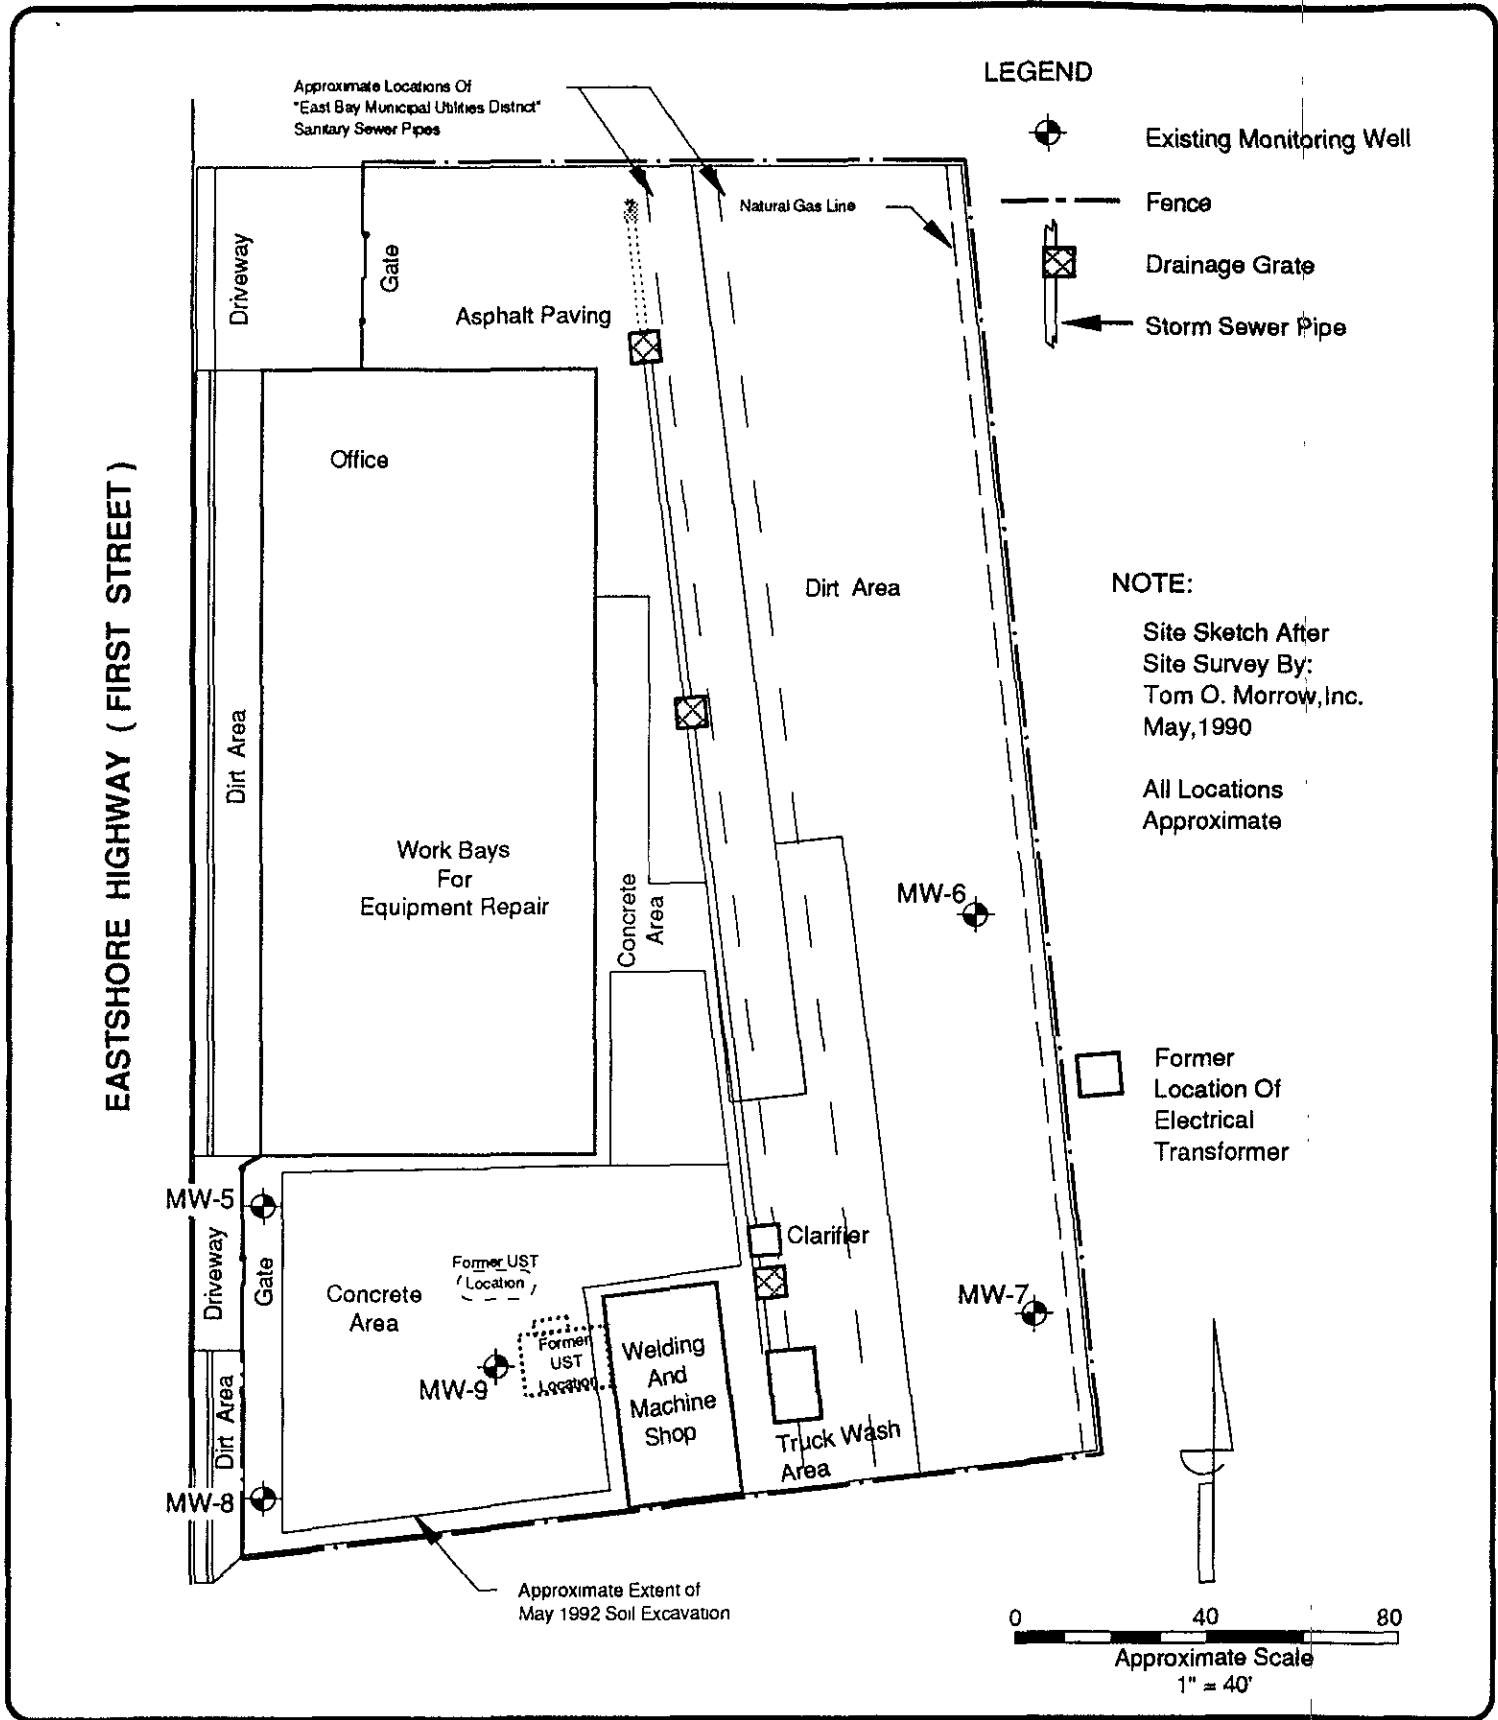 Approximate Locations Of
"East Bay Municipal Utilities District"
Sanitary Sewer Pipes
LEGEND
Existing Monitoring Well
Fence
Drainage Grate
Storm Sewer Pipe
Natural Gas Line
Driveway
Gate
Asphalt Paving
Office
EASTSHORE HIGHWAY ( FIRST STREET )
Dirt Area
Dirt Area
NOTE:
Site Sketch After
Site Survey By:
Tom O. Morrow,Inc.
May,1990
All Locations
Approximate
Work Bays
For
Equipment Repair
Concrete
Area
MW-6
Former
Location Of
Electrical
Transformer
MW-5
Driveway
Gate
Former UST
Location
Concrete
Area
Clarifier
MW-7
Former
UST
Location
MW-9
Welding
And
Machine
Shop
Dirt Area
Truck Wash
Area
MW-8
Approximate Extent of
May 1992 Soil Excavation
0 40 80
Approximate Scale
1" = 40'